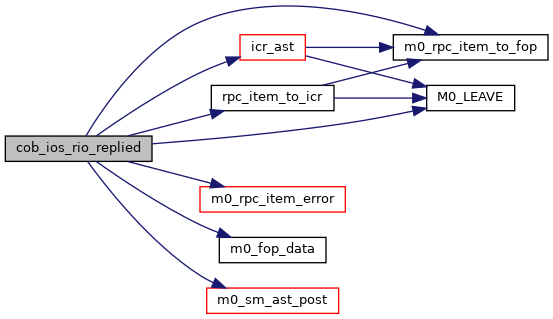 icr_ast
m0_rpc_item_to_fop
rpc_item_to_icr
M0_LEAVE
cob_ios_rio_replied
m0_rpc_item_error
m0_fop_data
m0_sm_ast_post